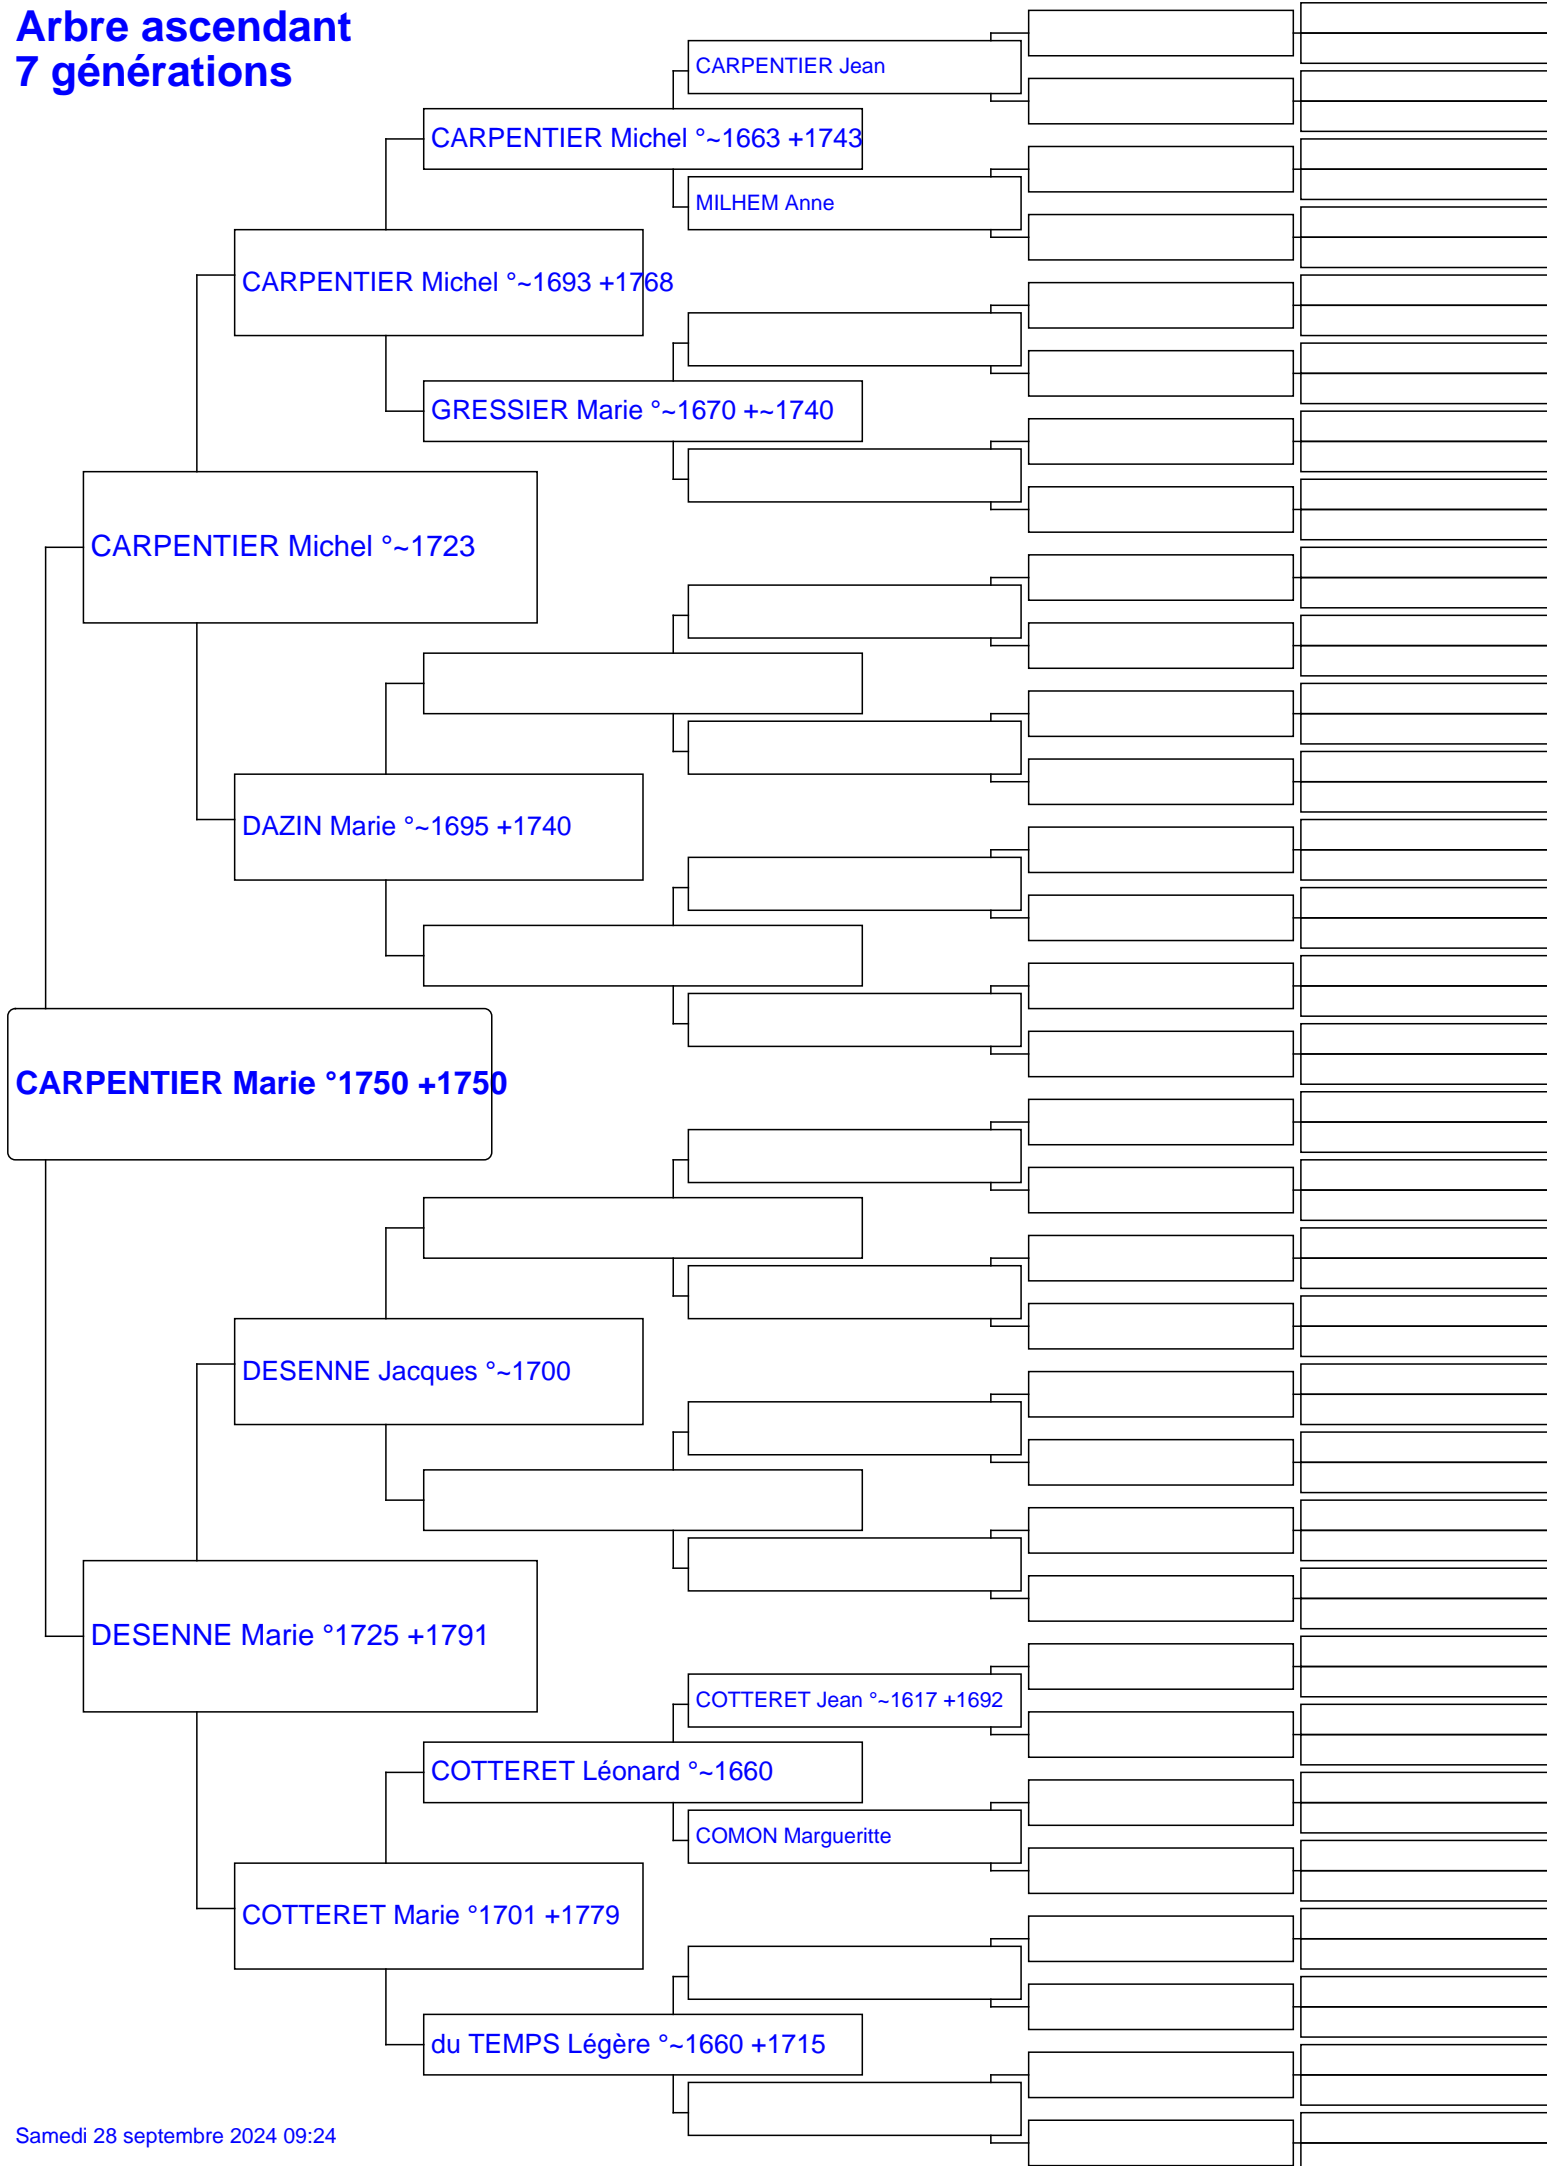 Arbre ascendant
7 générations
CARPENTIER Jean
CARPENTIER Michel °~1663 +1743
MILHEM Anne
CARPENTIER Michel °~1693 +1768
GRESSIER Marie °~1670 +~1740
CARPENTIER Michel °~1723
DAZIN Marie °~1695 +1740
CARPENTIER Marie °1750 +1750
DESENNE Jacques °~1700
DESENNE Marie °1725 +1791
COTTERET Jean °~1617 +1692
COTTERET Léonard °~1660
COMON Margueritte
COTTERET Marie °1701 +1779
du TEMPS Légère °~1660 +1715
Samedi 28 septembre 2024 09:24